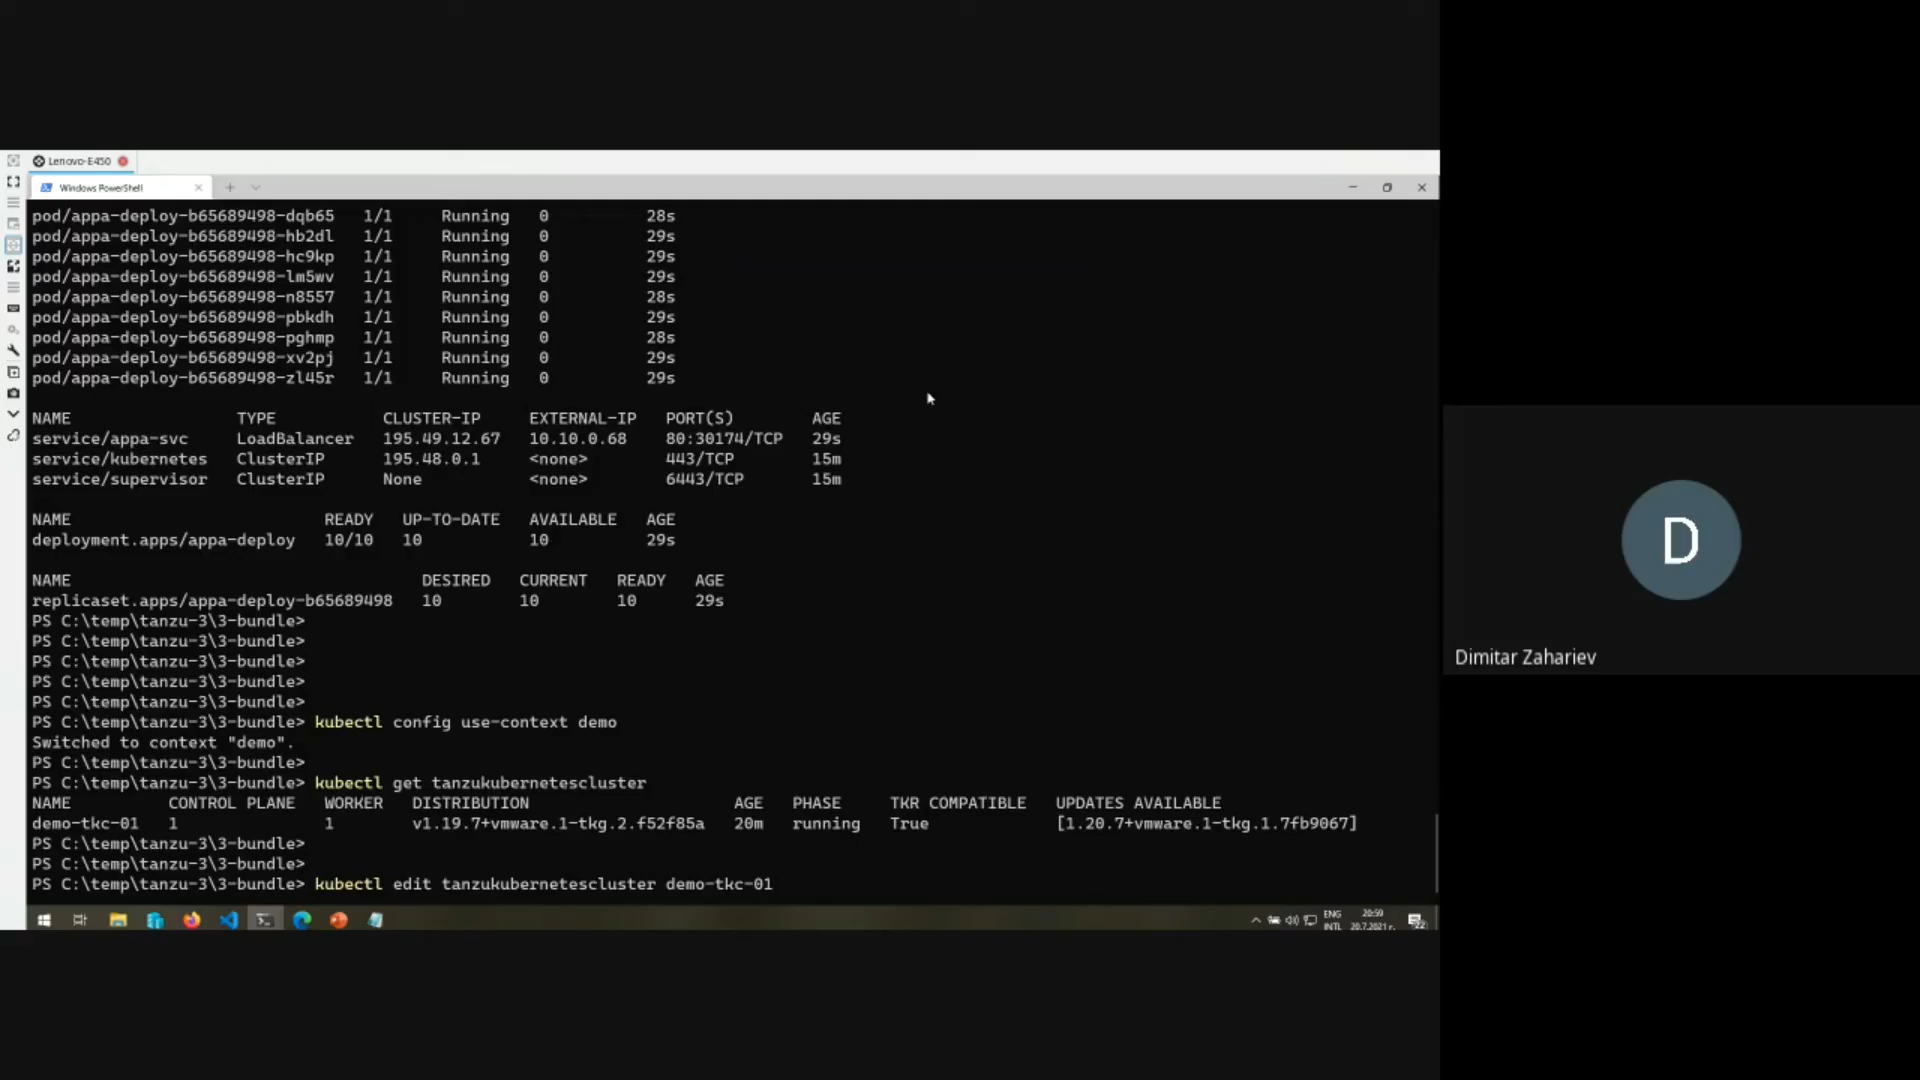 Lenovo-E450
Windows PowerShell
pod/appa-deploy-b65689498-dqb65 1/1 Running 0 28s
pod/appa-deploy-b65689498-hb2dl 1/1 Running 0 29s
pod/appa-deploy-b65689498-hc9kp 1/1 Running 0 29s
pod/appa-deploy-b65689498-lm5wv 1/1 Running 0 29s
pod/appa-deploy-b65689498-n8557 1/1 Running 0 28s
pod/appa-deploy-b65689498-pbkdh 1/1 Running 0 29s
pod/appa-deploy-b65689498-pghmp 1/1 Running 0 28s
pod/appa-deploy-b65689498-xv2pj 1/1 Running 0 29s
pod/appa-deploy-b65689498-zl45r 1/1 Running 0 29s
NAME TYPE CLUSTER-IP EXTERNAL-IP PORT(S) AGE
service/appa-svc LoadBalancer 195.49.12.67 10.10.0.68 80:30174/TCP 29s
service/kubernetes ClusterIP 195.48.0.1 <none> 443/TCP 15m
service/supervisor ClusterIP None <none> 6443/TCP 15m
NAME READY UP-TO-DATE AVAILABLE AGE
deployment.apps/appa-deploy 10/10 10 10 29s
NAME DESIRED CURRENT READY AGE
replicaset.apps/appa-deploy-b65689498 10 10 10 29s
PS C:\temp\tanzu-3\3-bundle>
PS C:\temp\tanzu-3\3-bundle>
PS C:\temp\tanzu-3\3-bundle>
PS C:\temp\tanzu-3\3-bundle>
PS C:\temp\tanzu-3\3-bundle>
PS C:\temp\tanzu-3\3-bundle> kubectl config use-context demo
Switched to context "demo".
PS C:\temp\tanzu-3\3-bundle>
PS C:\temp\tanzu-3\3-bundle> kubectl get tanzukubernetescluster
NAME CONTROL PLANE WORKER DISTRIBUTION AGE PHASE TKR COMPATIBLE UPDATES AVAILABLE
demo-tkc-01 1 1 v1.19.7+vmware.1-tkg.2.f52f85a 20m running True [1.20.7+vmware.1-tkg.1.7fb9067]
PS C:\temp\tanzu-3\3-bundle>
PS C:\temp\tanzu-3\3-bundle>
PS C:\temp\tanzu-3\3-bundle> kubectl edit tanzukubernetescluster demo-tkc-01
ENG
INTL
20:59
20.7.2021 г.
22
D
Dimitar Zahariev